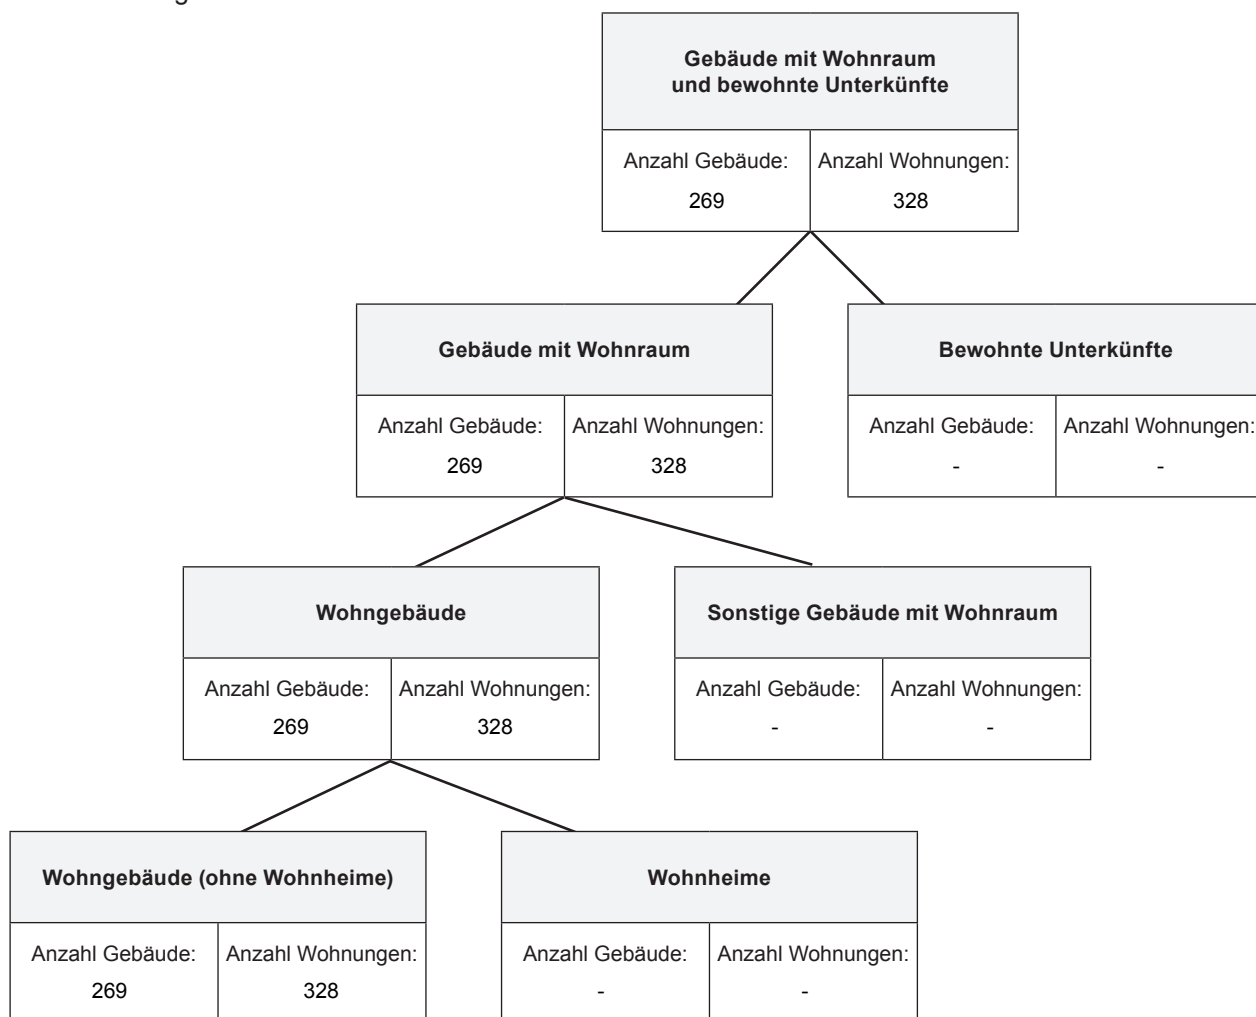 Gebäude mit Wohnraum
und bewohnte Unterkünfte
Anzahl Gebäude: Anzahl Wohnungen:
269 328
Gebäude mit Wohnraum
Bewohnte Unterkünfte
Anzahl Gebäude: Anzahl Wohnungen:
269 328
Anzahl Gebäude: Anzahl Wohnungen:
- -
Wohngebäude
Sonstige Gebäude mit Wohnraum
Anzahl Gebäude: Anzahl Wohnungen:
269 328
Anzahl Gebäude: Anzahl Wohnungen:
- -
Wohngebäude (ohne Wohnheime)
Wohnheime
Anzahl Gebäude: Anzahl Wohnungen:
269 328
Anzahl Gebäude: Anzahl Wohnungen:
- -